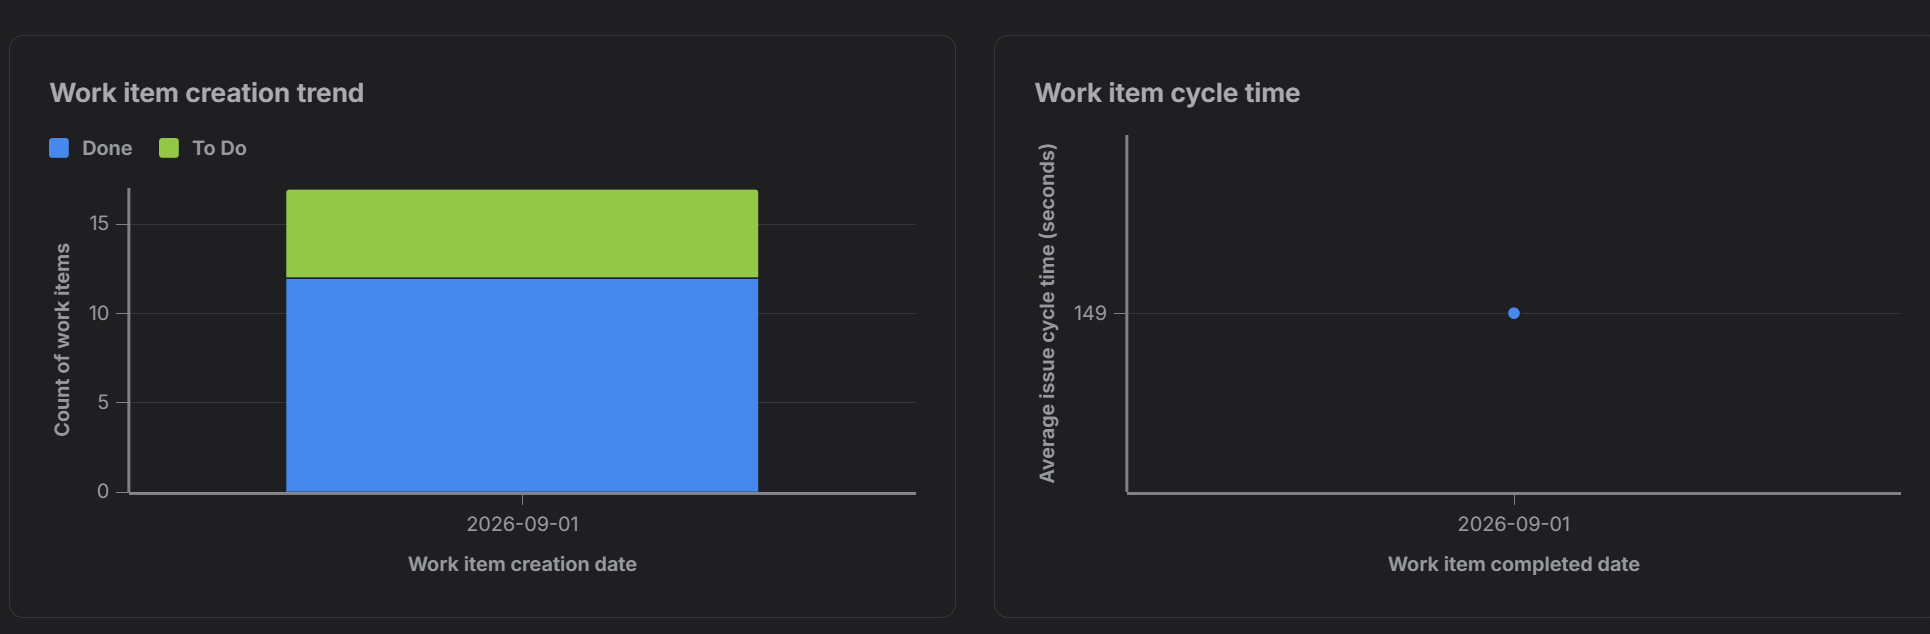 Work item creation trend
Done
To Do
Count of work items
15
10
5
0
2026-09-01
Work item creation date
Work item cycle time
Average issue cycle time (seconds)
149
2026-09-01
Work item completed date